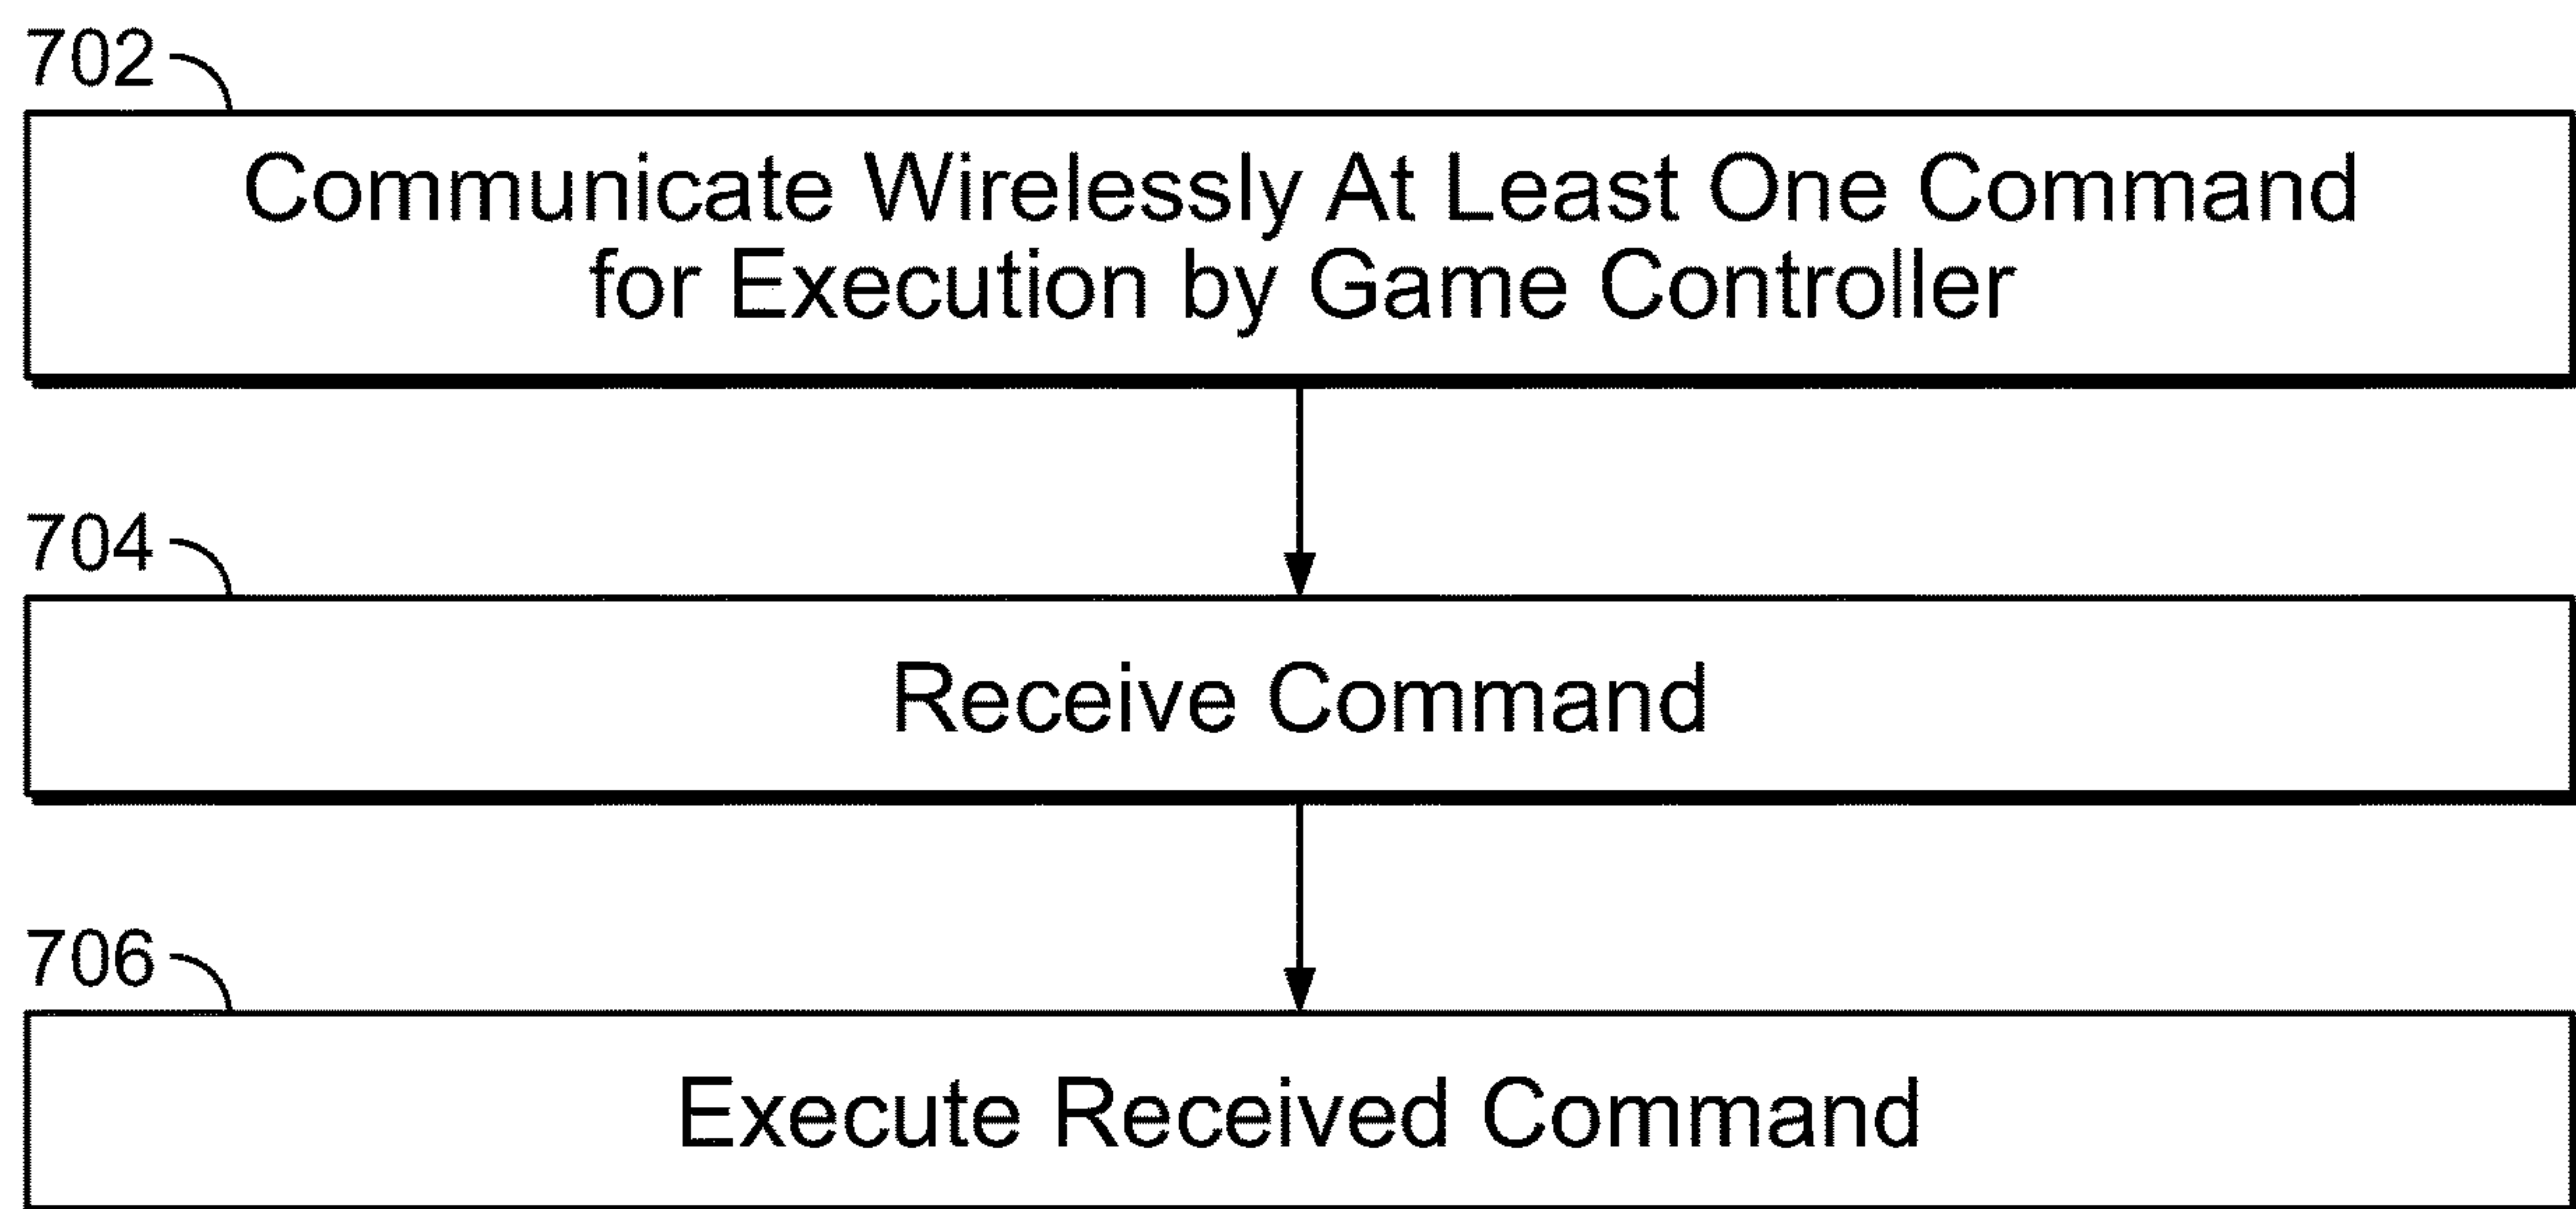 702
Communicate Wirelessly At Least One Command
for Execution by Game Controller
704
Receive Command
706
Execute Received Command